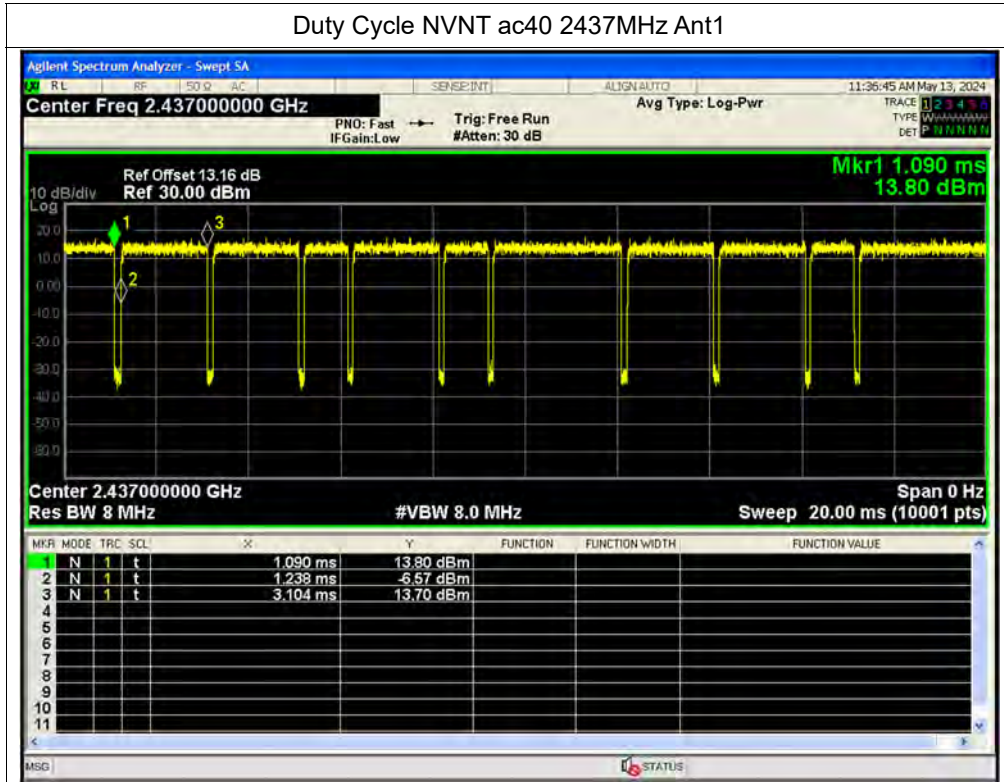 Duty Cycle NVNT ac40 2437MHz Ant1
Agilent Spectrum Analyzer - Swept SA
RL RF 50 Ω AC SENSE:INT ALIGN AUTO 11:36:45 AM May 13, 2024
Center Freq 2.437000000 GHz
Avg Type: Log-Pwr
TRACE 1 2 3 4 5 6
PNO: Fast
Trig: Free Run
TYPE W
IFGain:Low
#Atten: 30 dB
DET P N N N N N
Mkr1 1.090 ms
13.80 dBm
Ref Offset 13.16 dB
10 dB/div Ref 30.00 dBm
Log
20.0
10.0
0.00
-10.0
-20.0
-30.0
-40.0
-50.0
-60.0
1
2
3
Center 2.437000000 GHz Span 0 Hz
Res BW 8 MHz #VBW 8.0 MHz Sweep 20.00 ms (10001 pts)
MKR MODE TRC SCL X Y FUNCTION FUNCTION WIDTH FUNCTION VALUE
1 N 1 t 1.090 ms 13.80 dBm
2 N 1 t 1.238 ms -6.57 dBm
3 N 1 t 3.104 ms 13.70 dBm
4
5
6
7
8
9
10
11
MSG STATUS